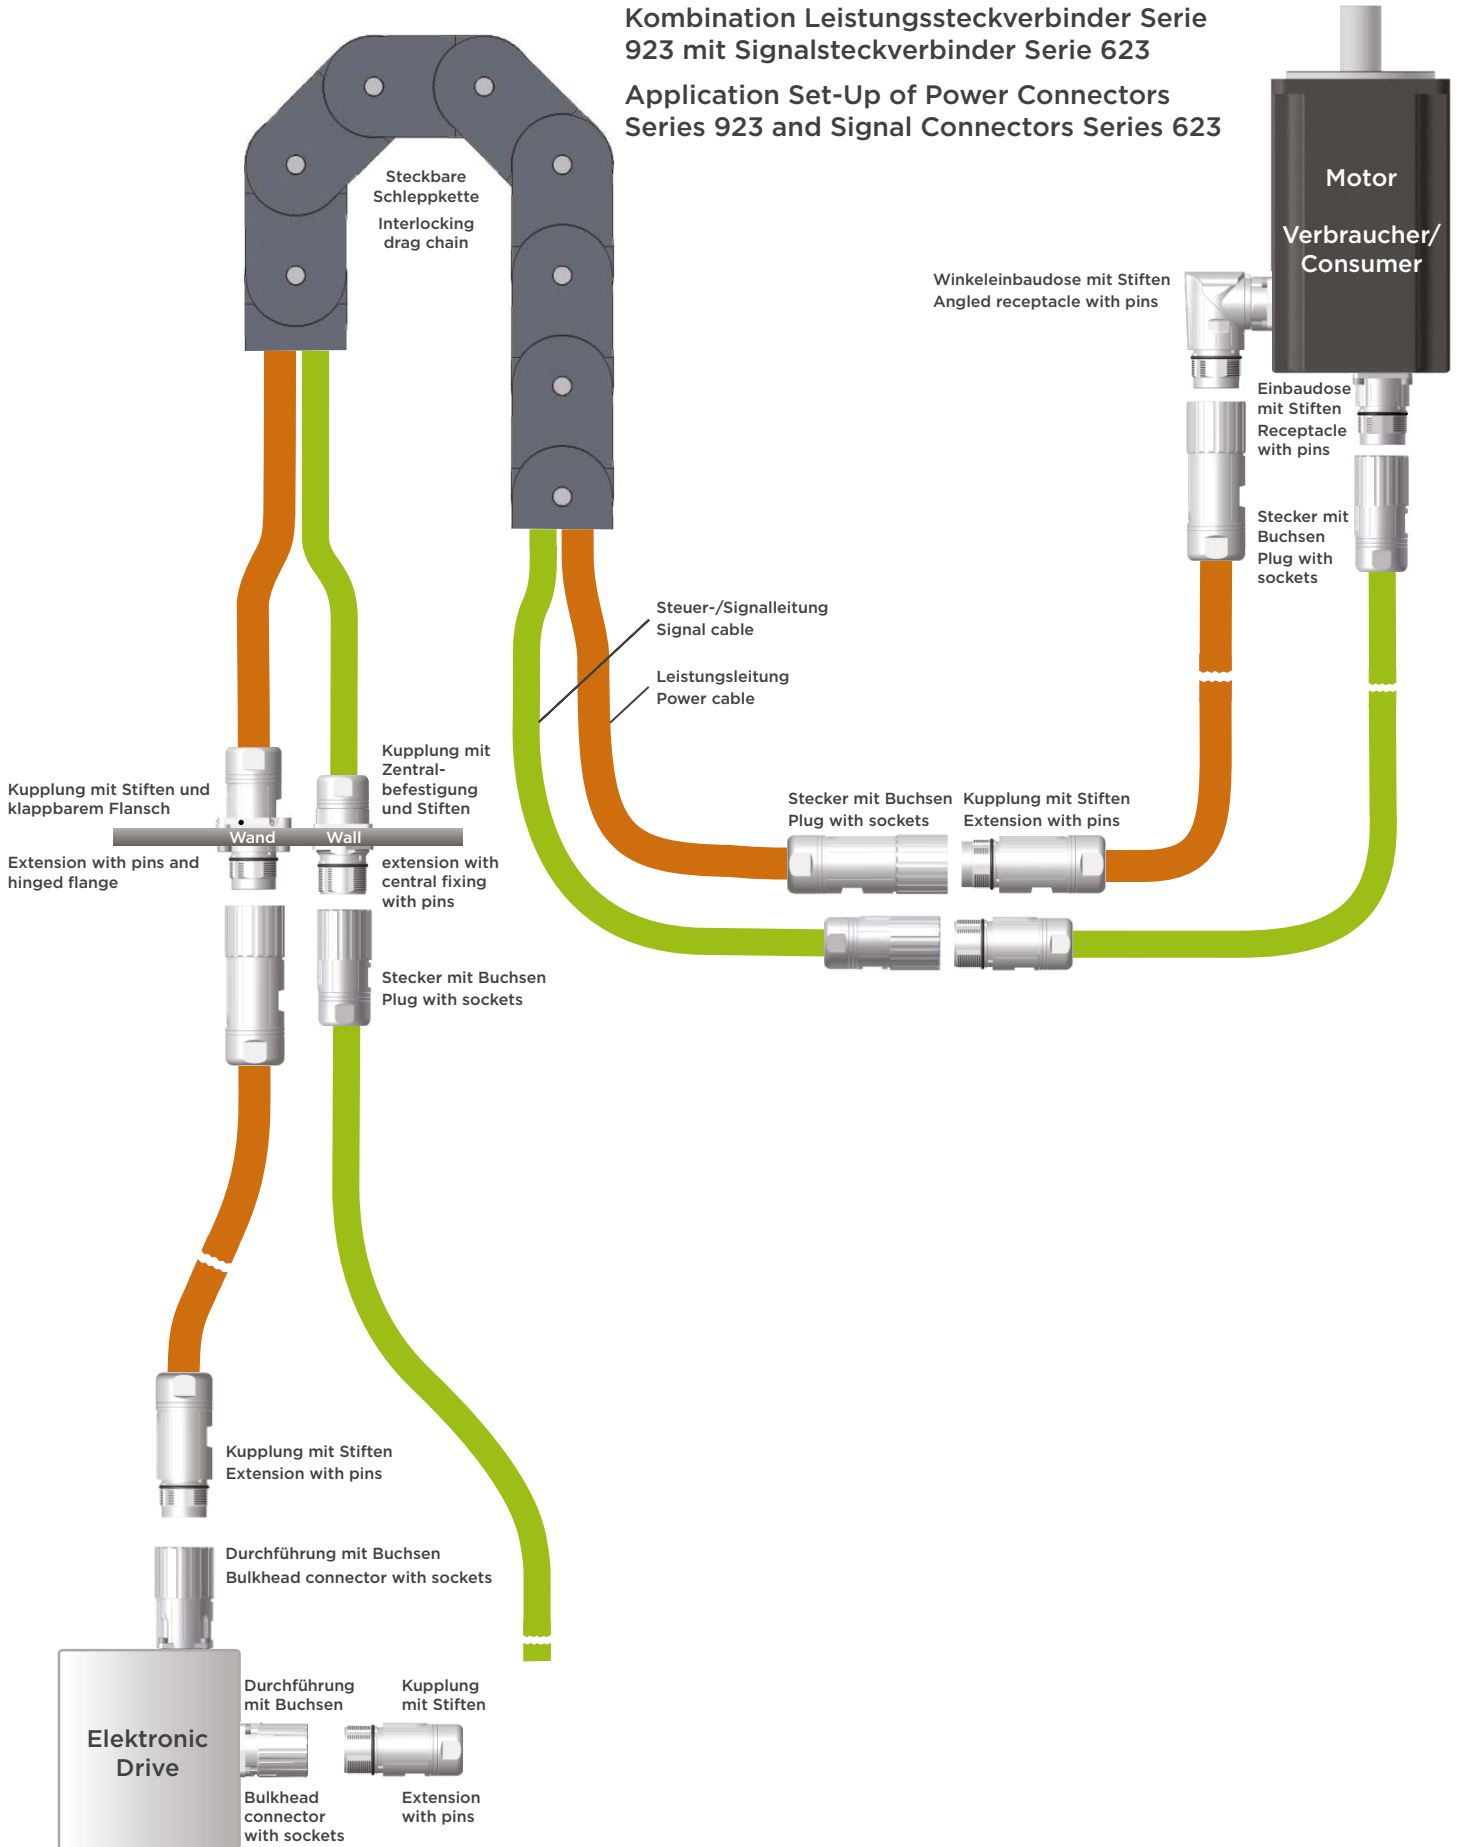 Kombination Leistungssteckverbinder Serie
923 mit Signalsteckverbinder Serie 623
Application Set-Up of Power Connectors
Series 923 and Signal Connectors Series 623
Steckbare
Schleppkette
Interlocking
drag chain
Motor
Verbraucher/
Consumer
Winkeleinbaudose mit Stiften
Angled receptacle with pins
Einbaudose
mit Stiften
Receptacle
with pins
Stecker mit
Buchsen
Plug with
sockets
Steuer-/Signalleitung
Signal cable
Leistungsleitung
Power cable
Kupplung mit Stiften und
klappbarem Flansch
Kupplung mit
Zentral-
befestigung
und Stiften
Wand
Wall
Extension with pins and
hinged flange
extension with
central fixing
with pins
Stecker mit Buchsen
Plug with sockets
Kupplung mit Stiften
Extension with pins
Stecker mit Buchsen
Plug with sockets
Kupplung mit Stiften
Extension with pins
Durchführung mit Buchsen
Bulkhead connector with sockets
Elektronic
Drive
Durchführung
mit Buchsen
Bulkhead
connector
with sockets
Kupplung
mit Stiften
Extension
with pins